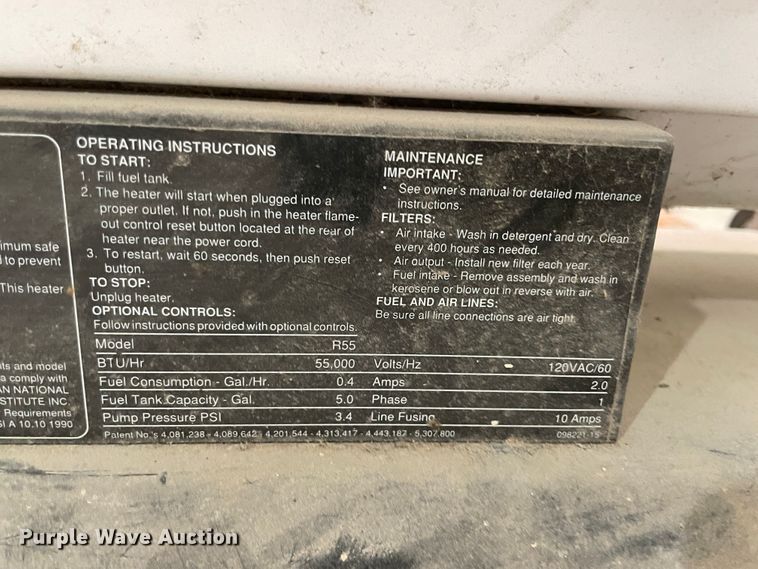 OPERATING INSTRUCTIONS
TO START:
1. Fill fuel tank.
2. The heater will start when plugged into a
proper outlet. If not, push in the heater flame-
out control reset button located at the rear of
heater near the power cord.
3. To restart, wait 60 seconds, then push reset
button.
TO STOP:
Unplug heater.
OPTIONAL CONTROLS:
Follow instructions provided with optional controls.
MAINTENANCE
IMPORTANT:
• See owner's manual for detailed maintenance
instructions.
FILTERS:
• Air intake - Wash in detergent and dry. Clean
every 400 hours as needed.
• Air output - Install new filter each year.
• Fuel intake - Remove assembly and wash in
kerosene or blow out in reverse with air.
FUEL AND AIR LINES:
Be sure all line connections are air tight.
Model R55
BTU/Hr 55,000 Volts/Hz 120VAC/60
Fuel Consumption - Gal./Hr. 0.4 Amps 2.0
Fuel Tank Capacity - Gal. 5.0 Phase 1
Pump Pressure PSI 3.4 Line Fusing 10 Amps
Patent No.'s 4,081,238 - 4,089,642 - 4,201,544 - 4,313,417 - 4,443,187 - 5,307,800 098221-15
safe
to prevent
This heater
and model
comply with
NATIONAL
INC.
Requirements
A 10.10 1990
Purple Wave Auction